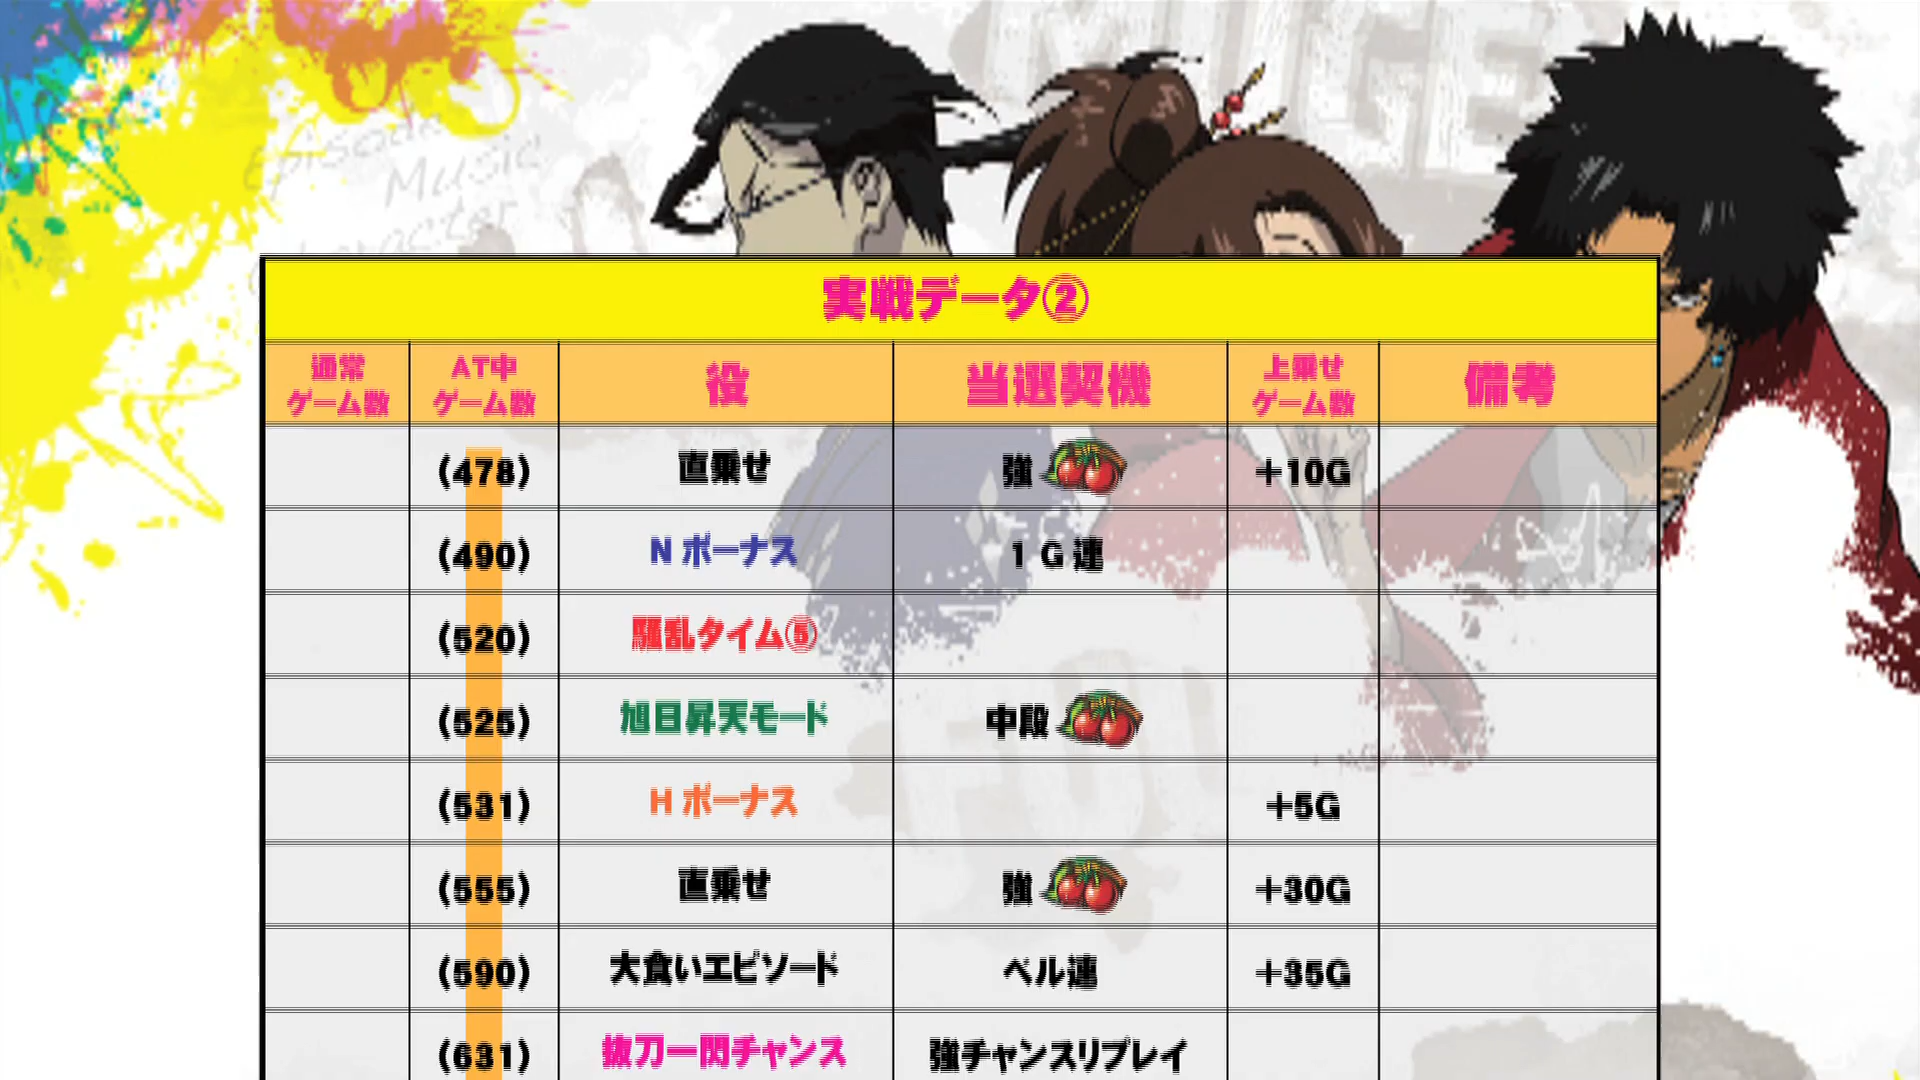 Episode
Music
実戦データ②
通常ゲーム数 AT中ゲーム数 役 当選契機 上乗せゲーム数 備考
(478) 直乗せ 強 +10G
(490) Nボーナス 1G連
(520) 騒乱タイム⑤
(525) 旭日昇天モード 中段
(531) Hボーナス +5G
(555) 直乗せ 強 +30G
(590) 大食いエピソード ベル連 +35G
(631) 抜刀一閃チャンス 強チャンスリプレイ